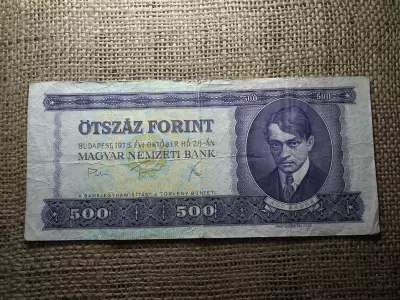 500
500
ÖTSZÁZ FORINT
BUDAPEST, 1975. ÉVI OKTÓBER HÓ 28-ÁN
MAGYAR NEMZETI BANK
A BANKJEGYHAMISÍTÁST A TÖRVÉNY BÜNTETI
500
500